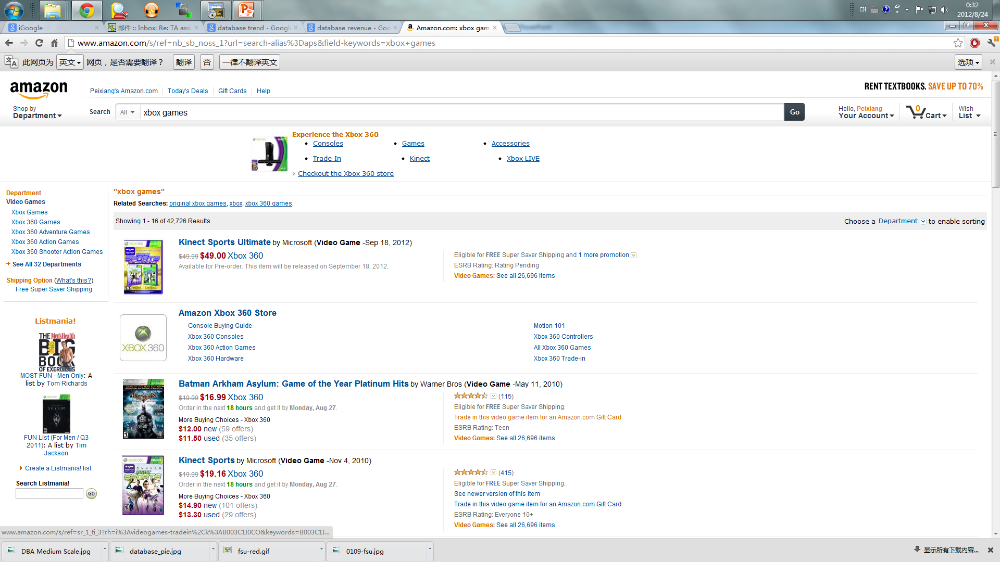 CH
0:32
2012/8/24
iGoogle
邮件 :: Inbox: Re: TA assi
database trend - Google
database revenue - Goo
Amazon.com: xbox gam
www.amazon.com/s/ref=nb_sb_noss_1?url=search-alias%3Daps&field-keywords=xbox+games
此网页为 英文 网页，是否需要翻译？ 翻译 否 一律不翻译英文 选项
amazon
Peixiang's Amazon.com Today's Deals Gift Cards Help
RENT TEXTBOOKS. SAVE UP TO 70%
Shop by
Department
Search All xbox games Go
Hello, Peixiang
Your Account
0
Cart
Wish
List
Experience the Xbox 360
Consoles Games Accessories
Trade-In Kinect Xbox LIVE
› Checkout the Xbox 360 store
Department
Video Games
Xbox Games
Xbox 360 Games
Xbox 360 Adventure Games
Xbox 360 Action Games
Xbox 360 Shooter Action Games
+ See All 32 Departments
Shipping Option (What's this?)
Free Super Saver Shipping
Listmania!
THE Men'sHealth
BIG
BOOK
OF EXERCISES
MOST FUN - Men Only: A
list by Tom Richards
SKYRIM
FUN List (For Men / Q3
2011): A list by Tim
Jackson
Create a Listmania! list
Search Listmania!
GO
"xbox games"
Related Searches: original xbox games, xbox, xbox 360 games.
Showing 1 - 16 of 42,726 Results
Choose a Department to enable sorting
KINECT
SPORTS
Kinect Sports Ultimate by Microsoft (Video Game -Sep 18, 2012)
$49.99 $49.00 Xbox 360
Available for Pre-order. This item will be released on September 18, 2012.
Eligible for FREE Super Saver Shipping and 1 more promotion
ESRB Rating: Rating Pending
Video Games: See all 26,696 items
XBOX 360
Amazon Xbox 360 Store
Console Buying Guide
Xbox 360 Consoles
Xbox 360 Action Games
Xbox 360 Hardware
Motion 101
Xbox 360 Controllers
All Xbox 360 Games
Xbox 360 Trade-in
Batman Arkham Asylum: Game of the Year Platinum Hits by Warner Bros (Video Game -May 11, 2010)
$19.99 $16.99 Xbox 360
Order in the next 18 hours and get it by Monday, Aug 27.
More Buying Choices - Xbox 360
$12.00 new (59 offers)
$11.50 used (35 offers)
(115)
Eligible for FREE Super Saver Shipping.
Trade in this video game item for an Amazon.com Gift Card
ESRB Rating: Teen
Video Games: See all 26,696 items
XBOX 360 KINECT
KINECT
SPORTS
Kinect Sports by Microsoft (Video Game -Nov 4, 2010)
$19.99 $19.16 Xbox 360
Order in the next 18 hours and get it by Monday, Aug 27.
More Buying Choices - Xbox 360
$14.90 new (101 offers)
$13.30 used (29 offers)
(415)
Eligible for FREE Super Saver Shipping.
See newer version of this item
Trade in this video game item for an Amazon.com Gift Card
ESRB Rating: Everyone 10+
Video Games: See all 26,696 items
www.amazon.com/s/ref=sr_1_ti_3?rh=i%3Avideogames-tradein%2Ck%3AB003C1I0CO&keywords=B003C1I...
DBA Medium Scale.jpg
database_pie.jpg
fsu-red.gif
0109-fsu.jpg
显示所有下载内容...